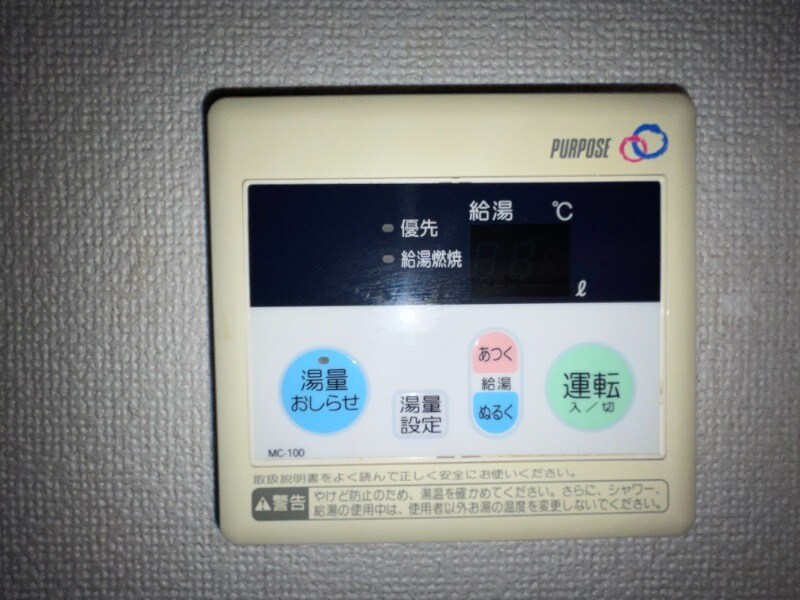 PURPOSE
給湯 ℃
優先
給湯燃焼
ℓ
湯量
おしらせ
湯量
設定
あつく
給湯
ぬるく
運転
入/切
MC-100
取扱説明書をよく読んで正しく安全にお使いください。
警告
やけど防止のため、湯温を確かめてください。さらに、シャワー、
給湯の使用中は、使用者以外お湯の温度を変更しないでください。